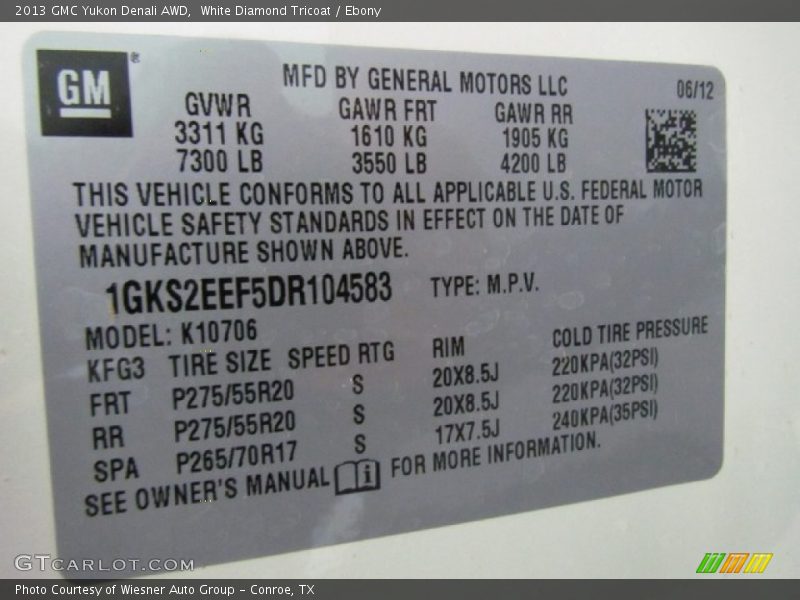 2013 GMC Yukon Denali AWD,  White Diamond Tricoat / Ebony
GM
®
MFD BY GENERAL MOTORS LLC
06/12
GVWR GAWR FRT GAWR RR
3311 KG 1610 KG 1905 KG
7300 LB 3550 LB 4200 LB
THIS VEHICLE CONFORMS TO ALL APPLICABLE U.S. FEDERAL MOTOR
VEHICLE SAFETY STANDARDS IN EFFECT ON THE DATE OF
MANUFACTURE SHOWN ABOVE.
1GKS2EEF5DR104583 TYPE: M.P.V.
MODEL: K10706
KFG3 TIRE SIZE SPEED RTG RIM COLD TIRE PRESSURE
FRT P275/55R20 S 20X8.5J 220KPA(32PSI)
RR P275/55R20 S 20X8.5J 220KPA(32PSI)
SPA P265/70R17 S 17X7.5J 240KPA(35PSI)
SEE OWNER'S MANUAL i FOR MORE INFORMATION.
GTCARLOT.COM
Photo Courtesy of Wiesner Auto Group - Conroe, TX